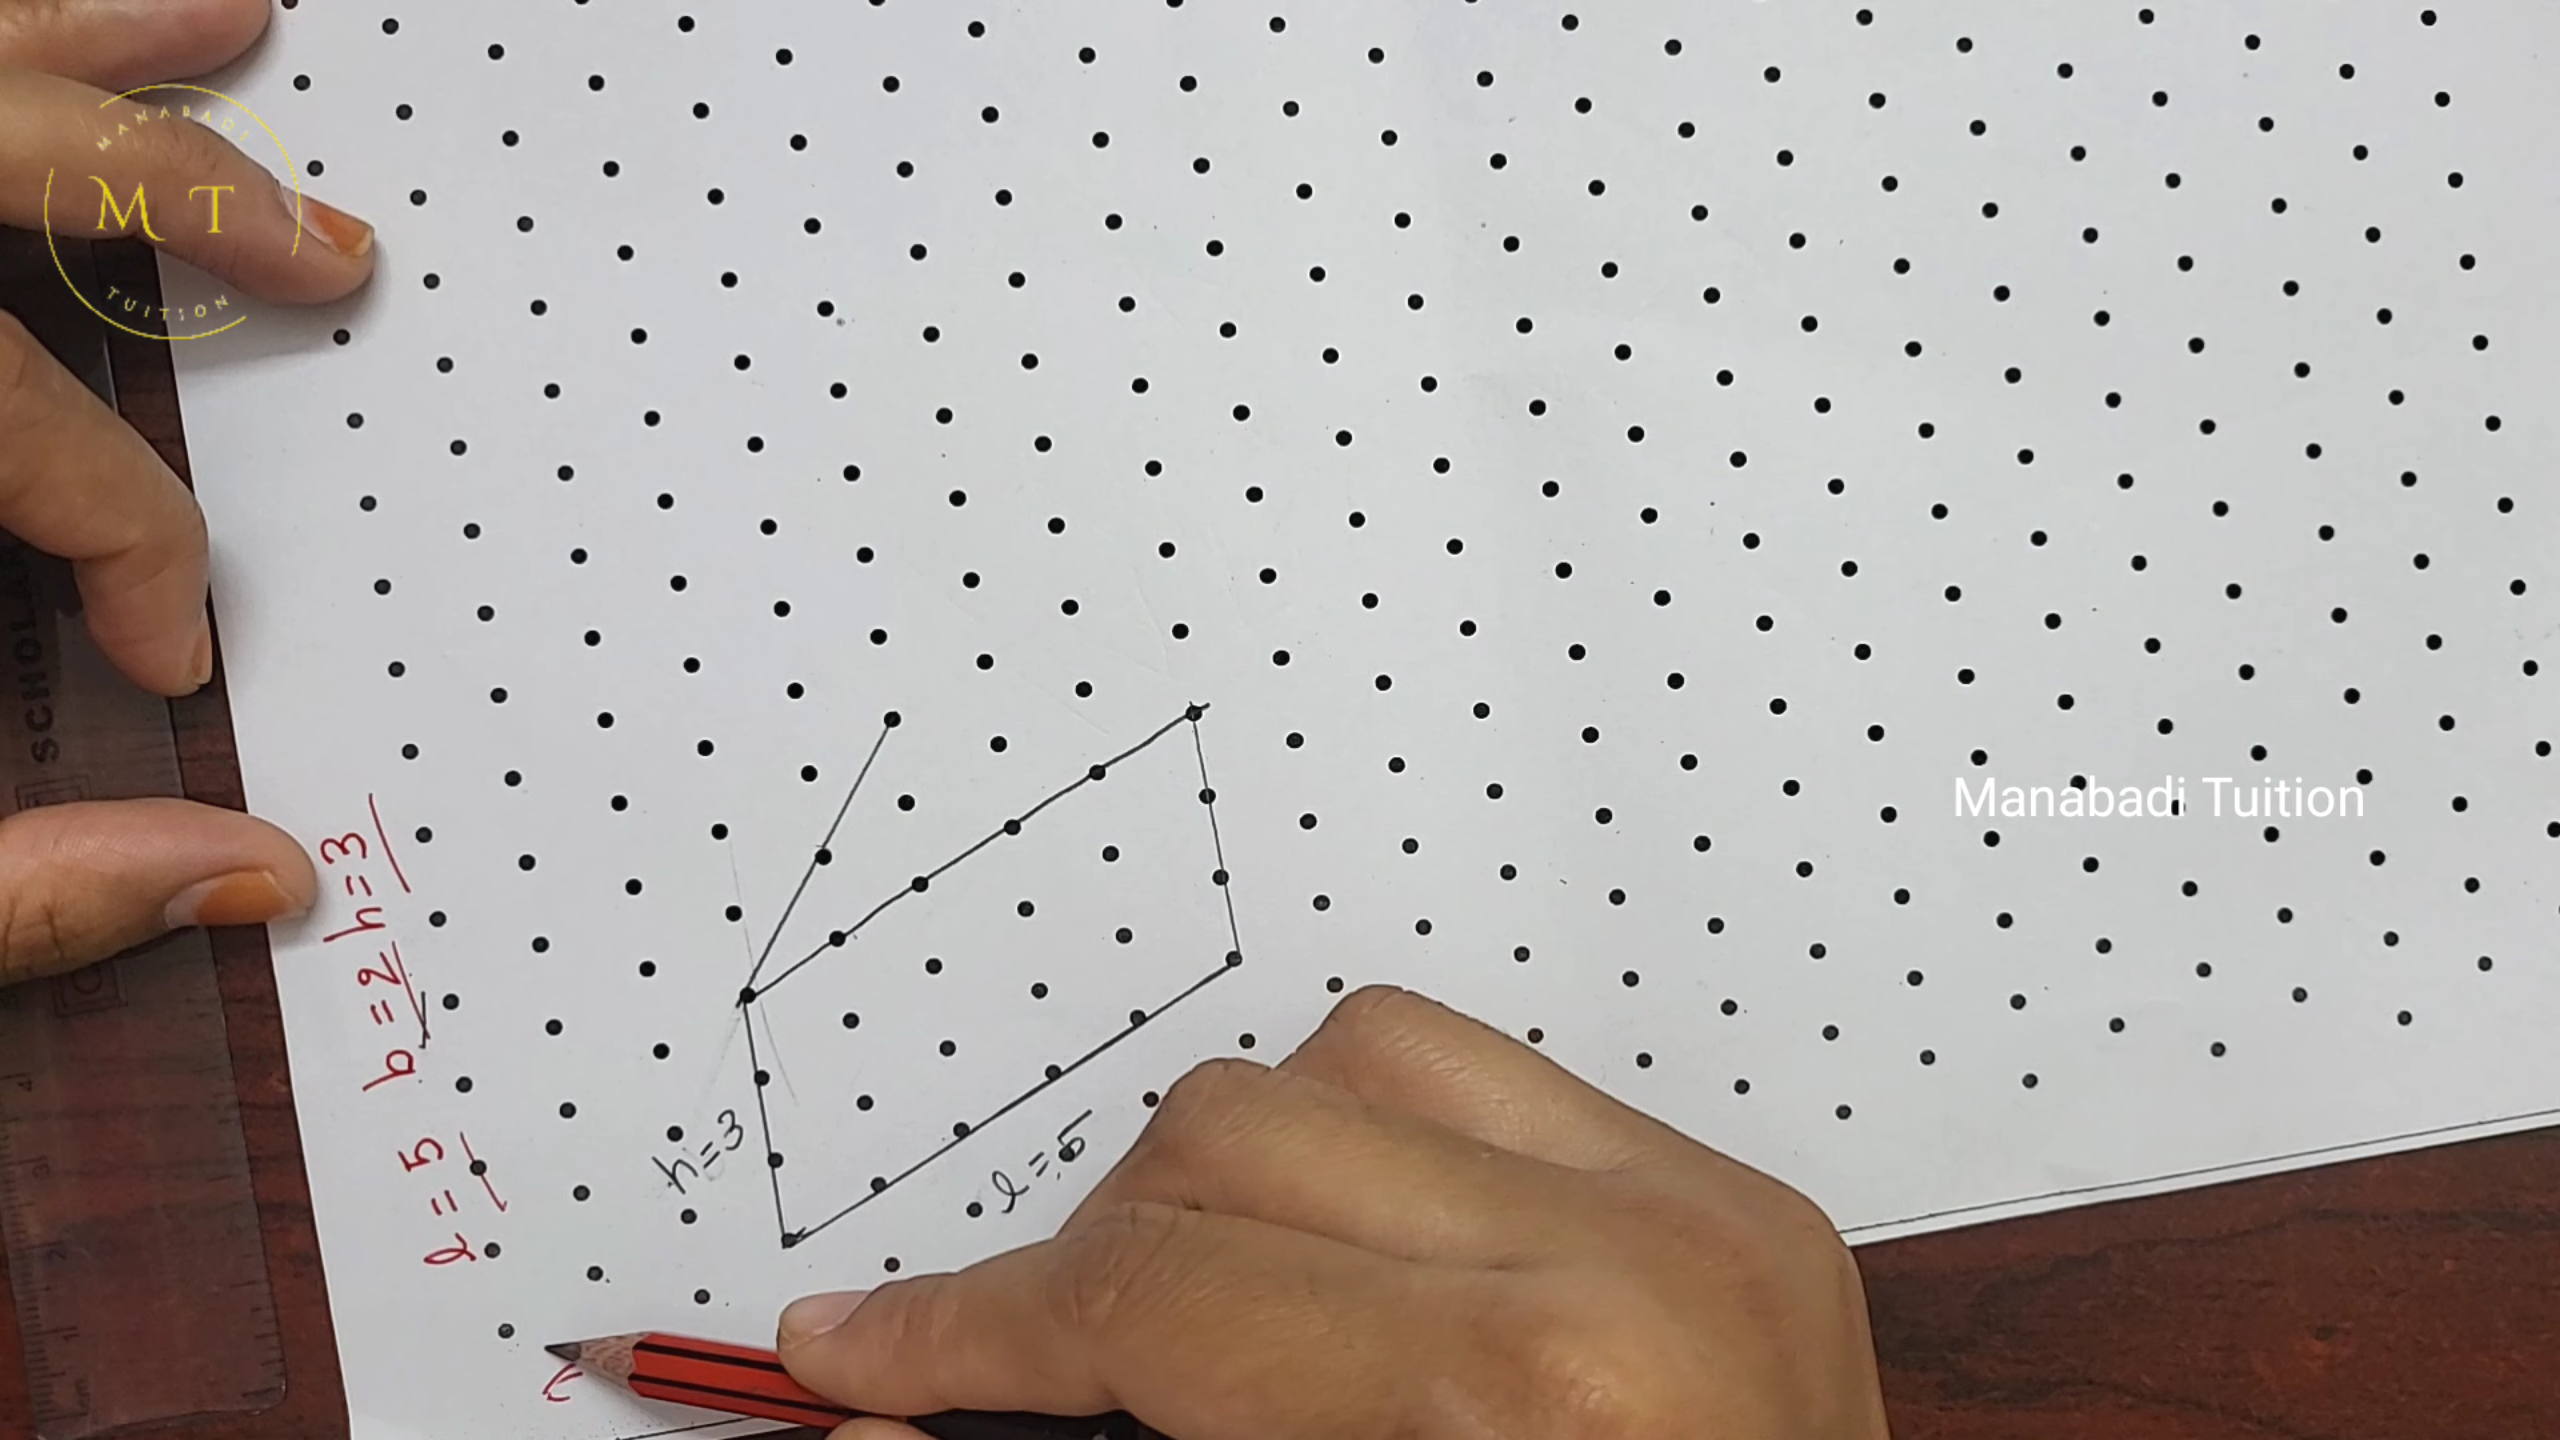 MANABADI
M T
TUITION
l = 5 b = 2 h = 3
h = 3
l = 5
Manabadi Tuition
SCHOLAR